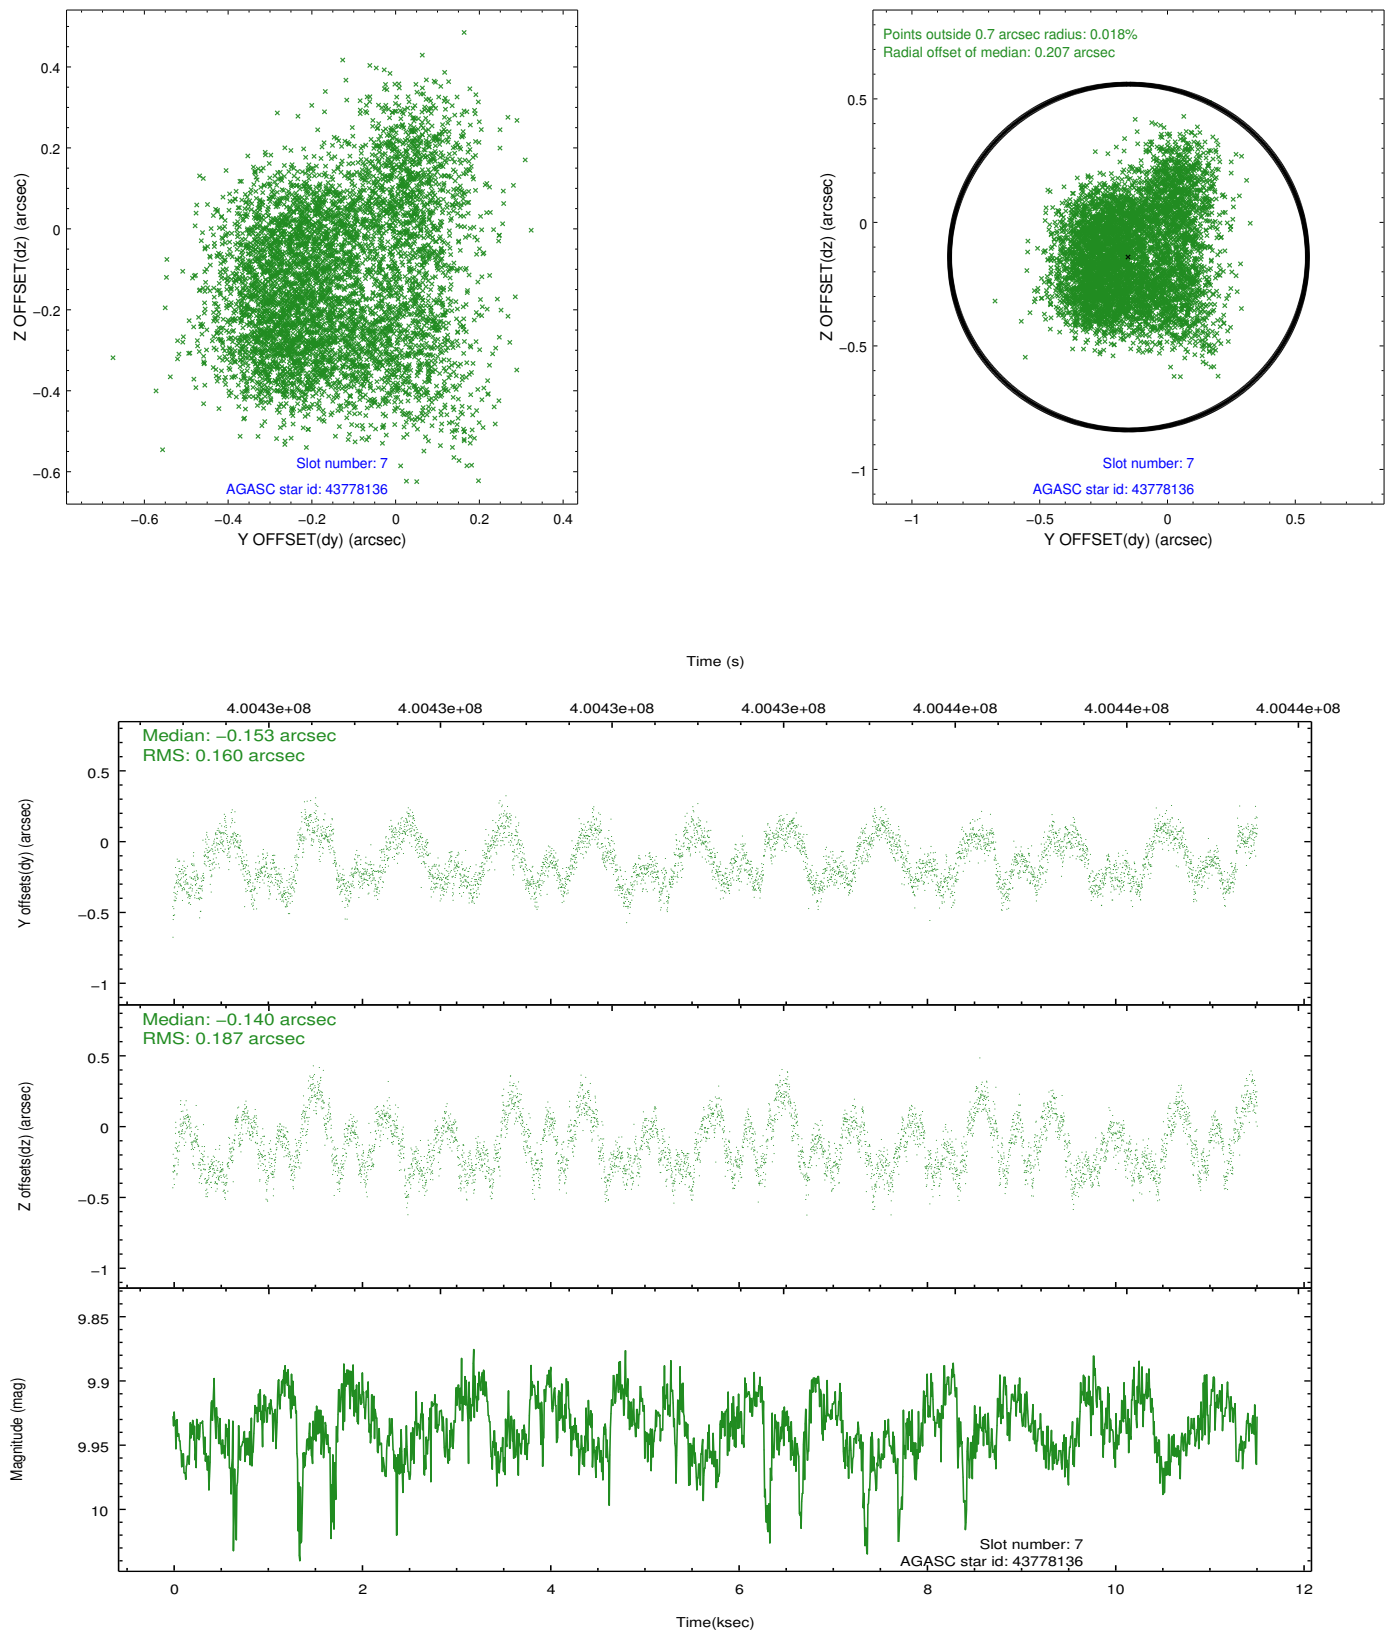 Points outside 0.7 arcsec radius: 0.018%
Radial offset of median: 0.207 arcsec
0.4
0.2
0
−0.2
−0.4
−0.6
Z OFFSET(dz) (arcsec)
Slot number: 7
AGASC star id: 43778136
−0.6 −0.4 −0.2 0 0.2 0.4
Y OFFSET(dy) (arcsec)
0.5
0
−0.5
−1
Z OFFSET(dz) (arcsec)
Slot number: 7
AGASC star id: 43778136
−1 −0.5 0 0.5
Y OFFSET(dy) (arcsec)
Time (s)
4.0043e+08 4.0043e+08 4.0043e+08 4.0043e+08 4.0044e+08 4.0044e+08 4.0044e+08
Median: −0.153 arcsec
RMS: 0.160 arcsec
0.5
0
−0.5
−1
Y offsets(dy) (arcsec)
Median: −0.140 arcsec
RMS: 0.187 arcsec
0.5
0
−0.5
−1
Z offsets(dz) (arcsec)
9.85
9.9
9.95
10
Magnitude (mag)
Slot number: 7
AGASC star id: 43778136
0 2 4 6 8 10 12
Time(ksec)